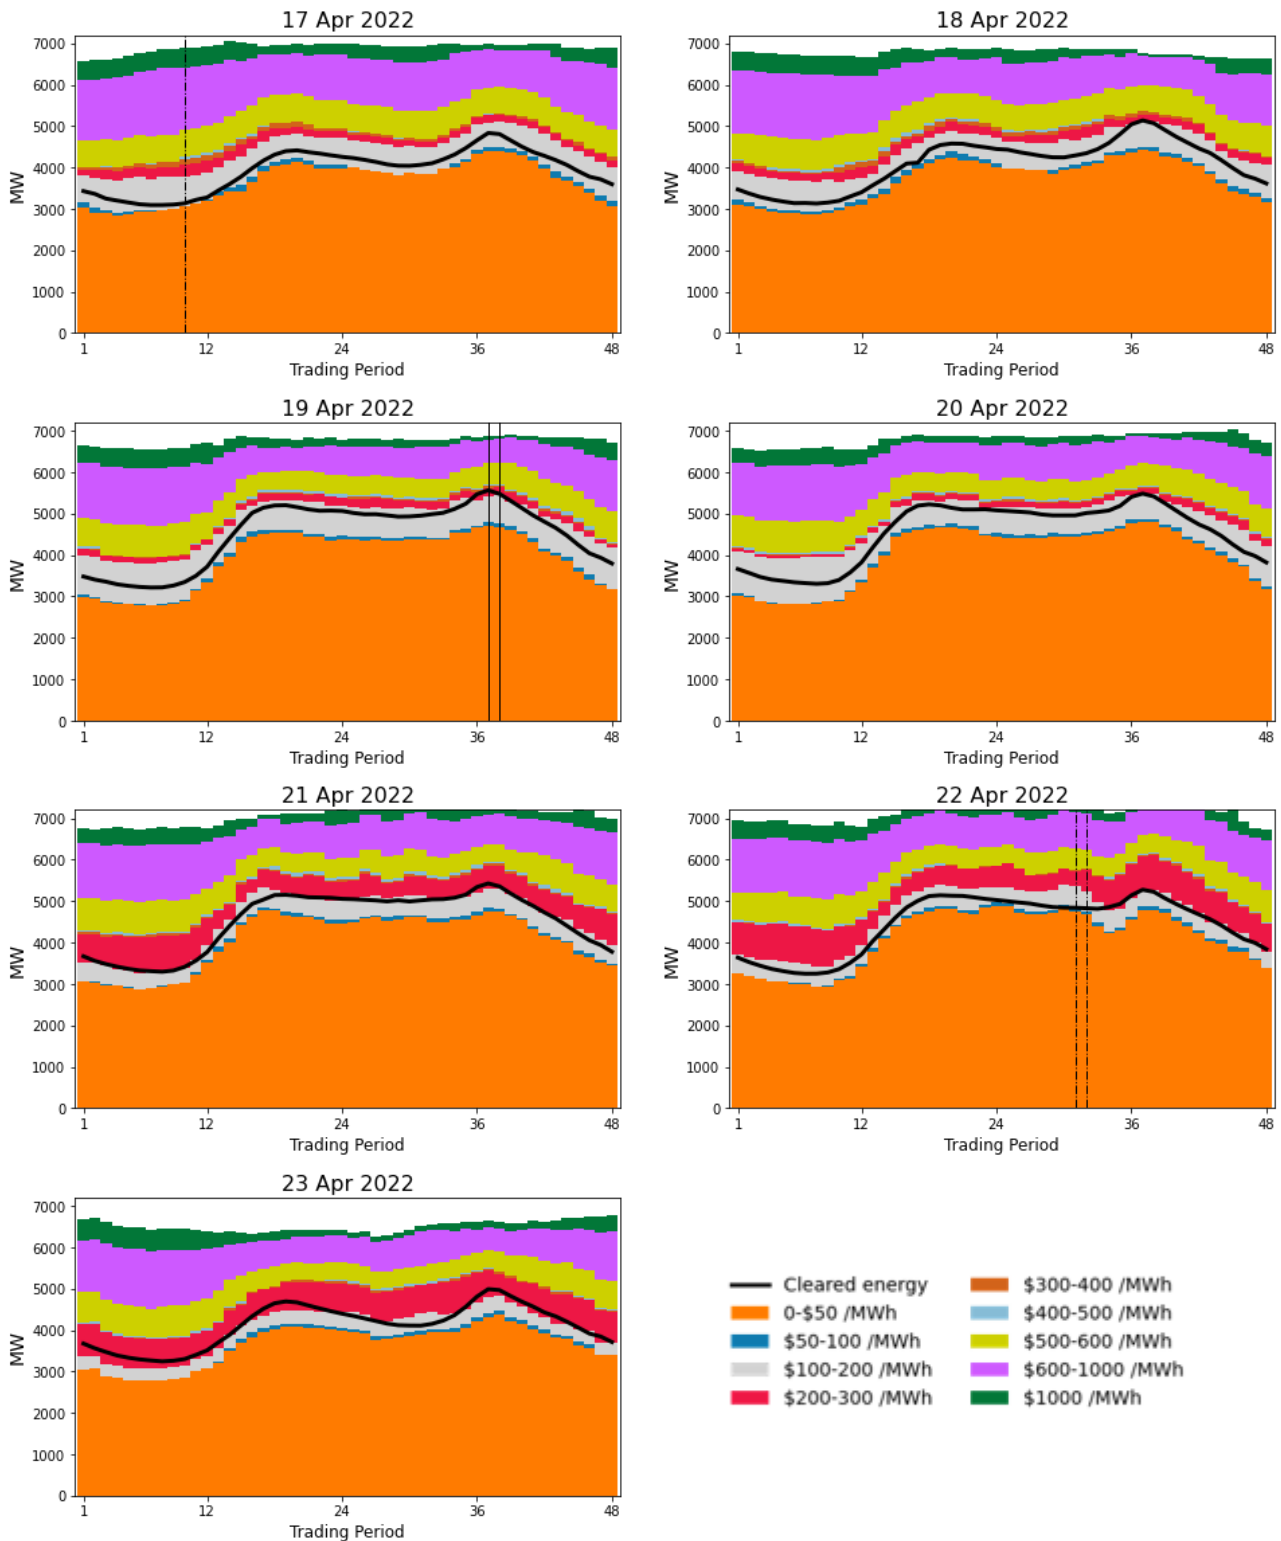 17 Apr 2022
7000
6000
5000
4000
3000
2000
1000
0
MW
1 12 24 36 48
Trading Period
18 Apr 2022
7000
6000
5000
4000
3000
2000
1000
0
MW
1 12 24 36 48
Trading Period
19 Apr 2022
7000
6000
5000
4000
3000
2000
1000
0
MW
1 12 24 36 48
Trading Period
20 Apr 2022
7000
6000
5000
4000
3000
2000
1000
0
MW
1 12 24 36 48
Trading Period
21 Apr 2022
7000
6000
5000
4000
3000
2000
1000
0
MW
1 12 24 36 48
Trading Period
22 Apr 2022
7000
6000
5000
4000
3000
2000
1000
0
MW
1 12 24 36 48
Trading Period
23 Apr 2022
7000
6000
5000
4000
3000
2000
1000
0
MW
1 12 24 36 48
Trading Period
Cleared energy
0-$50 /MWh
$50-100 /MWh
$100-200 /MWh
$200-300 /MWh
$300-400 /MWh
$400-500 /MWh
$500-600 /MWh
$600-1000 /MWh
$1000 /MWh